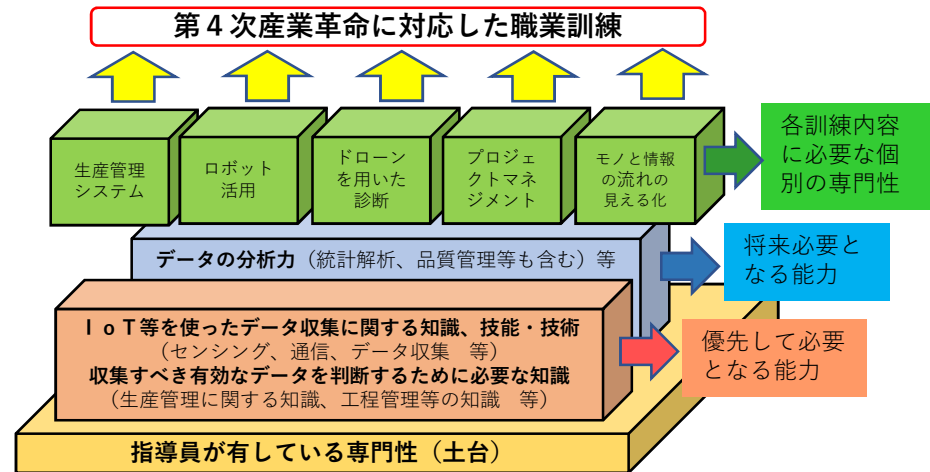 第４次産業革命に対応した職業訓練
生産管理
システム
ロボット
活用
ドローン
を用いた
診断
プロジェ
クトマネ
ジメント
モノと情報
の流れの
見える化
各訓練内容
に必要な個
別の専門性
データの分析力（統計解析、品質管理等も含む）等
将来必要と
なる能力
ＩｏＴ等を使ったデータ収集に関する知識、技能・技術
（センシング、通信、データ収集　等）
収集すべき有効なデータを判断するために必要な知識
（生産管理に関する知識、工程管理等の知識　等）
優先して必要
となる能力
指導員が有している専門性（土台）